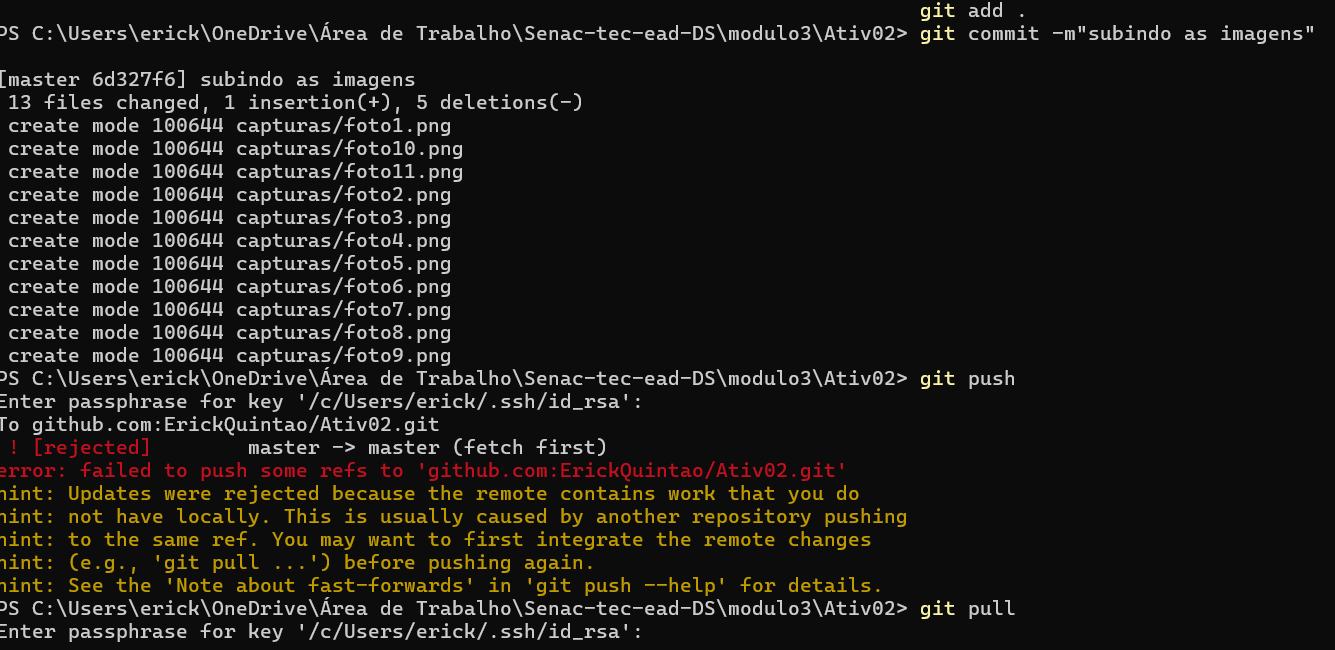 git add .
PS C:\Users\erick\OneDrive\Área de Trabalho\Senac-tec-ead-DS\modulo3\Ativ02> git commit -m"subindo as imagens"
[master 6d327f6] subindo as imagens
13 files changed, 1 insertion(+), 5 deletions(-)
create mode 100644 capturas/foto1.png
create mode 100644 capturas/foto10.png
create mode 100644 capturas/foto11.png
create mode 100644 capturas/foto2.png
create mode 100644 capturas/foto3.png
create mode 100644 capturas/foto4.png
create mode 100644 capturas/foto5.png
create mode 100644 capturas/foto6.png
create mode 100644 capturas/foto7.png
create mode 100644 capturas/foto8.png
create mode 100644 capturas/foto9.png
PS C:\Users\erick\OneDrive\Área de Trabalho\Senac-tec-ead-DS\modulo3\Ativ02> git push
Enter passphrase for key '/c/Users/erick/.ssh/id_rsa':
To github.com:ErickQuintao/Ativ02.git
! [rejected] master -> master (fetch first)
error: failed to push some refs to 'github.com:ErickQuintao/Ativ02.git'
hint: Updates were rejected because the remote contains work that you do
hint: not have locally. This is usually caused by another repository pushing
hint: to the same ref. You may want to first integrate the remote changes
hint: (e.g., 'git pull ...') before pushing again.
hint: See the 'Note about fast-forwards' in 'git push --help' for details.
PS C:\Users\erick\OneDrive\Área de Trabalho\Senac-tec-ead-DS\modulo3\Ativ02> git pull
Enter passphrase for key '/c/Users/erick/.ssh/id_rsa':